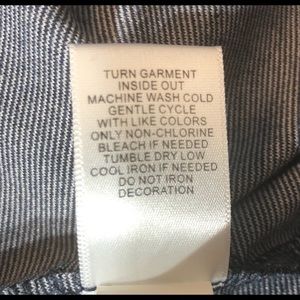 TURN GARMENT
INSIDE OUT
MACHINE WASH COLD
GENTLE CYCLE
WITH LIKE COLORS
ONLY NON-CHLORINE
BLEACH IF NEEDED
TUMBLE DRY LOW
COOL IRON IF NEEDED
DO NOT IRON
DECORATION